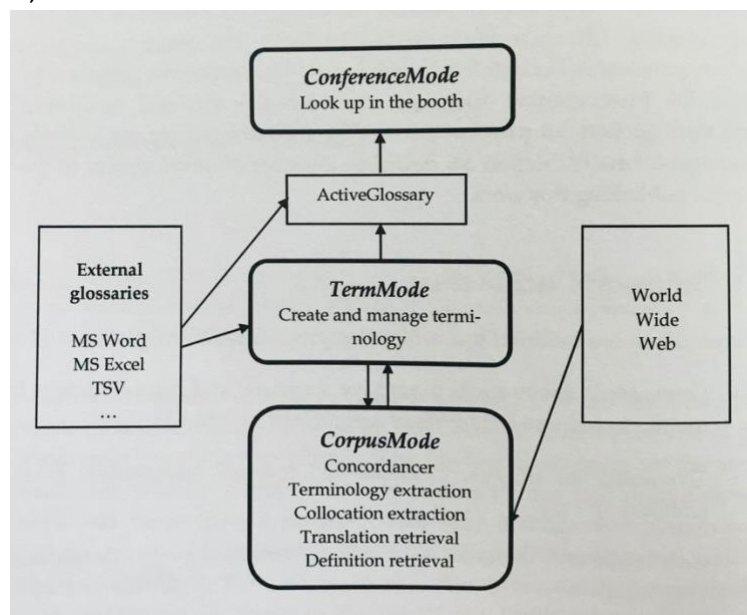 ConferenceMode
Look up in the booth
ActiveGlossary
External
glossaries
MS Word
MS Excel
TSV
...
TermMode
Create and manage termi-
nology
World
Wide
Web
CorpusMode
Concordancer
Terminology extraction
Collocation extraction
Translation retrieval
Definition retrieval